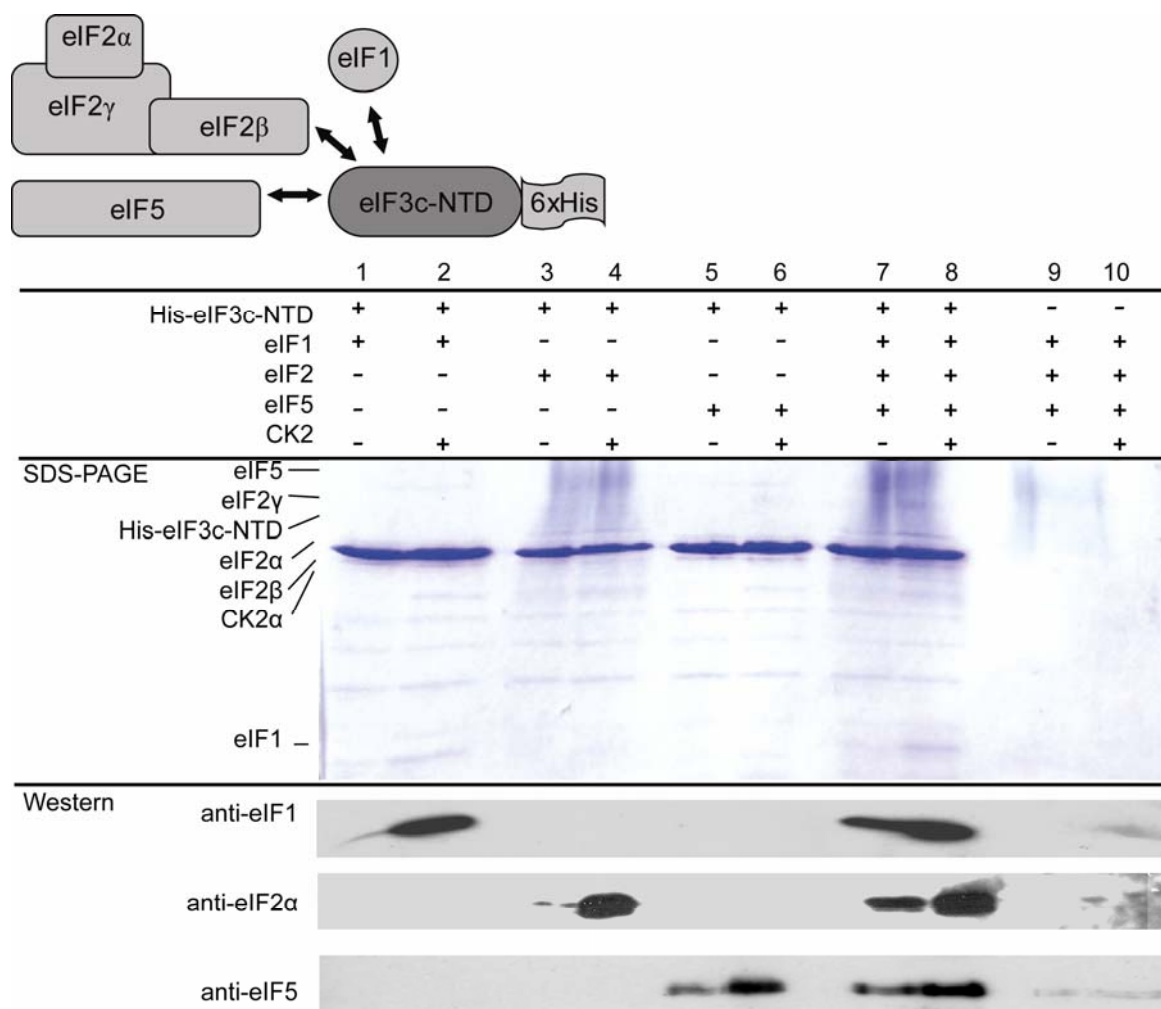 eIF2α
eIF1
eIF2γ
eIF2β
eIF3c-NTD
6xHis
eIF5
1 2 3 4 5 6 7 8 9 10
His-eIF3c-NTD + + + + + + + + - -
eIF1 + + - - - - + + + +
eIF2 - - + + - - + + + +
eIF5 - - - - + + + + + +
CK2 - + - + - + - + - +
SDS-PAGE
eIF5
eIF2γ
His-eIF3c-NTD
eIF2α
eIF2β
CK2α
eIF1
Western
anti-eIF1
anti-eIF2α
anti-eIF5